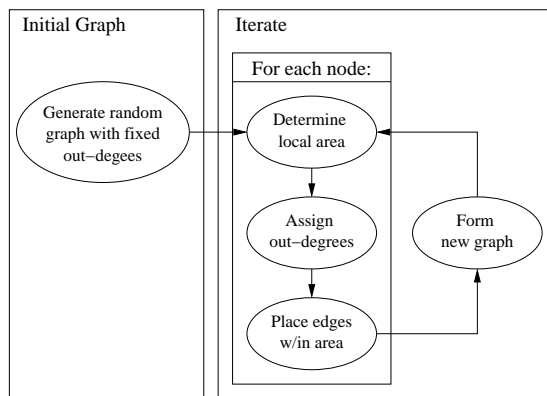 Initial Graph
Generate random
graph with fixed
out−degees
Iterate
For each node:
Determine
local area
Assign
out−degrees
Place edges
w/in area
Form
new graph